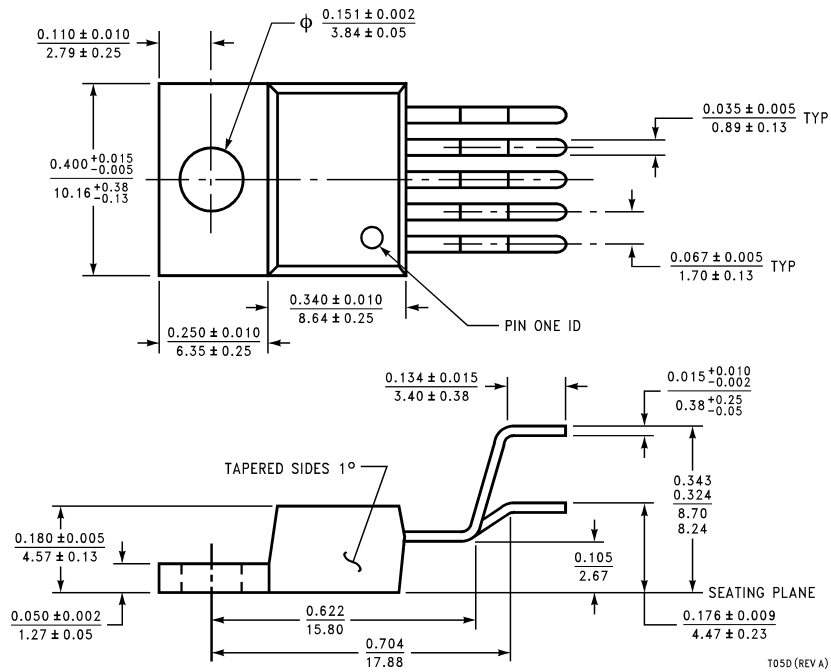 0.110 ± 0.010
2.79 ± 0.25
ϕ 0.151 ± 0.002
3.84 ± 0.05
0.035 ± 0.005
0.89 ± 0.13 TYP
0.400 +0.015 -0.005
10.16 +0.38 -0.13
0.067 ± 0.005
1.70 ± 0.13 TYP
0.340 ± 0.010
8.64 ± 0.25
PIN ONE ID
0.250 ± 0.010
6.35 ± 0.25
0.134 ± 0.015
3.40 ± 0.38
0.015 +0.010 -0.002
0.38 +0.25 -0.05
TAPERED SIDES 1°
0.343
0.324
8.70
8.24
0.180 ± 0.005
4.57 ± 0.13
0.105
2.67
SEATING PLANE
0.050 ± 0.002
1.27 ± 0.05
0.622
15.80
0.176 ± 0.009
4.47 ± 0.23
0.704
17.88
T05D (REV A)